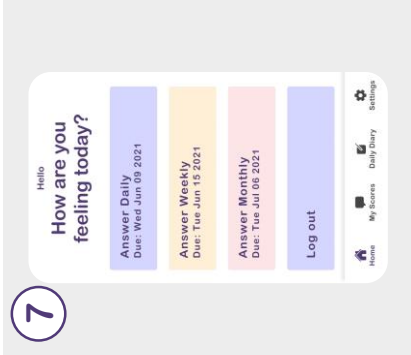 7
Hello
How are you
feeling today?
Answer Daily
Due: Wed Jun 09 2021
Answer Weekly
Due: Tue Jun 15 2021
Answer Monthly
Due: Tue Jul 06 2021
Log out
Home
My Scores
Daily Diary
Settings